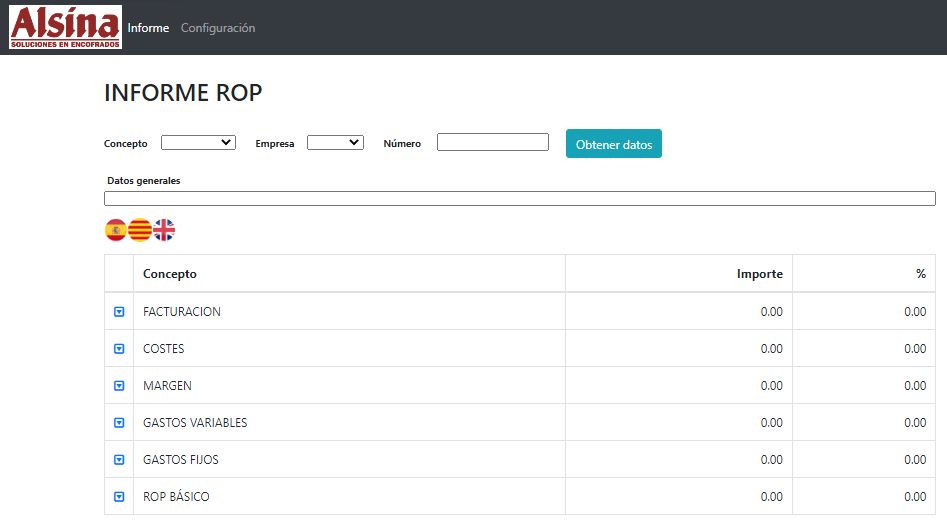 Alsína
SOLUCIONES EN ENCOFRADOS
Informe Configuración
INFORME ROP
Concepto Empresa Número Obtener datos
Datos generales
Concepto Importe %
FACTURACION 0.00 0.00
COSTES 0.00 0.00
MARGEN 0.00 0.00
GASTOS VARIABLES 0.00 0.00
GASTOS FIJOS 0.00 0.00
ROP BÁSICO 0.00 0.00